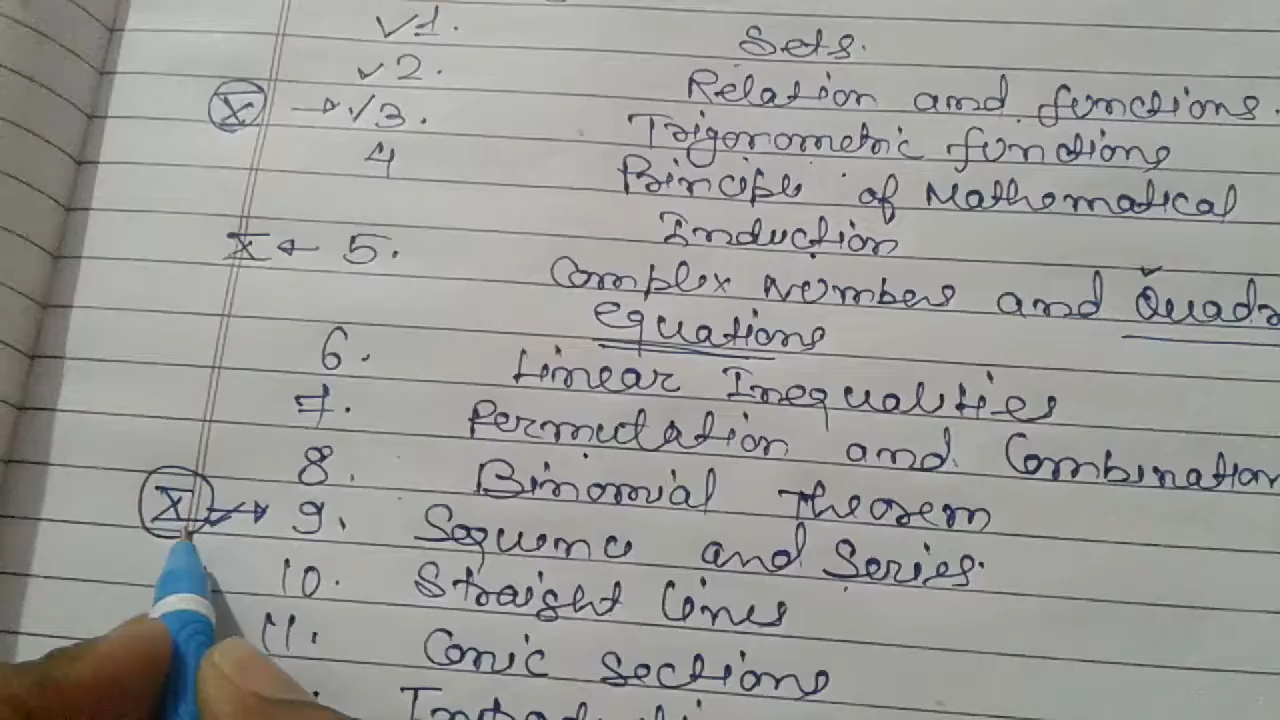 ✓1. Sets.
✓2. Relation and functions.
X → ✓3. Trigonometric functions
4 Principle of Mathematical
Induction
X ← 5. Complex Numbers and Quadr
equations
6. Linear Inequalities
7. Permutation and Combination
8. Binomial Theorem
X → 9. Sequence and Series.
10. Straight Lines
11. Conic Sections